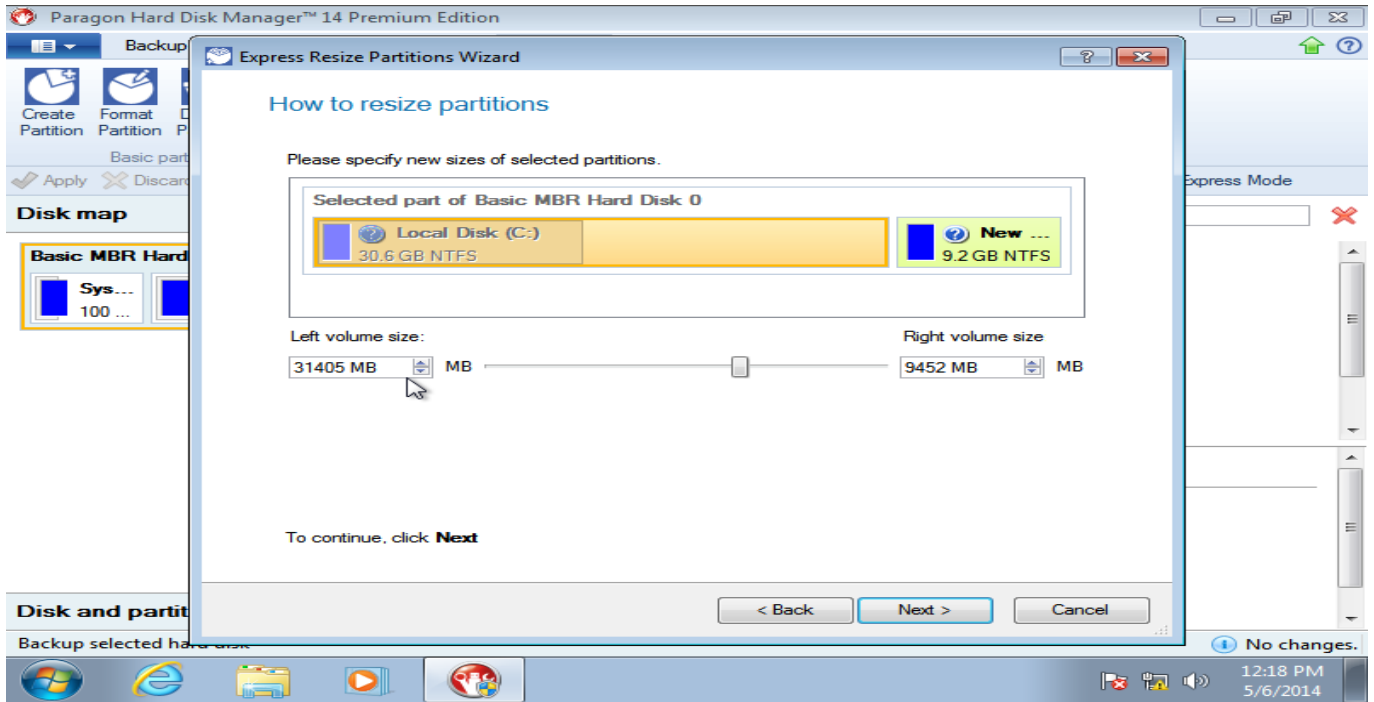 Paragon Hard Disk Manager™ 14 Premium Edition
Backup
Express Resize Partitions Wizard
Create Partition
Format Partition
Basic part
Apply
Discard
Express Mode
How to resize partitions
Please specify new sizes of selected partitions.
Selected part of Basic MBR Hard Disk 0
Local Disk (C:)
30.6 GB NTFS
New ...
9.2 GB NTFS
Left volume size:
Right volume size
31405 MB
MB
9452 MB
MB
To continue, click Next
< Back
Next >
Cancel
Disk map
Basic MBR Hard
Sys...
100 ...
Disk and partit
Backup selected hard disk
No changes.
12:18 PM
5/6/2014